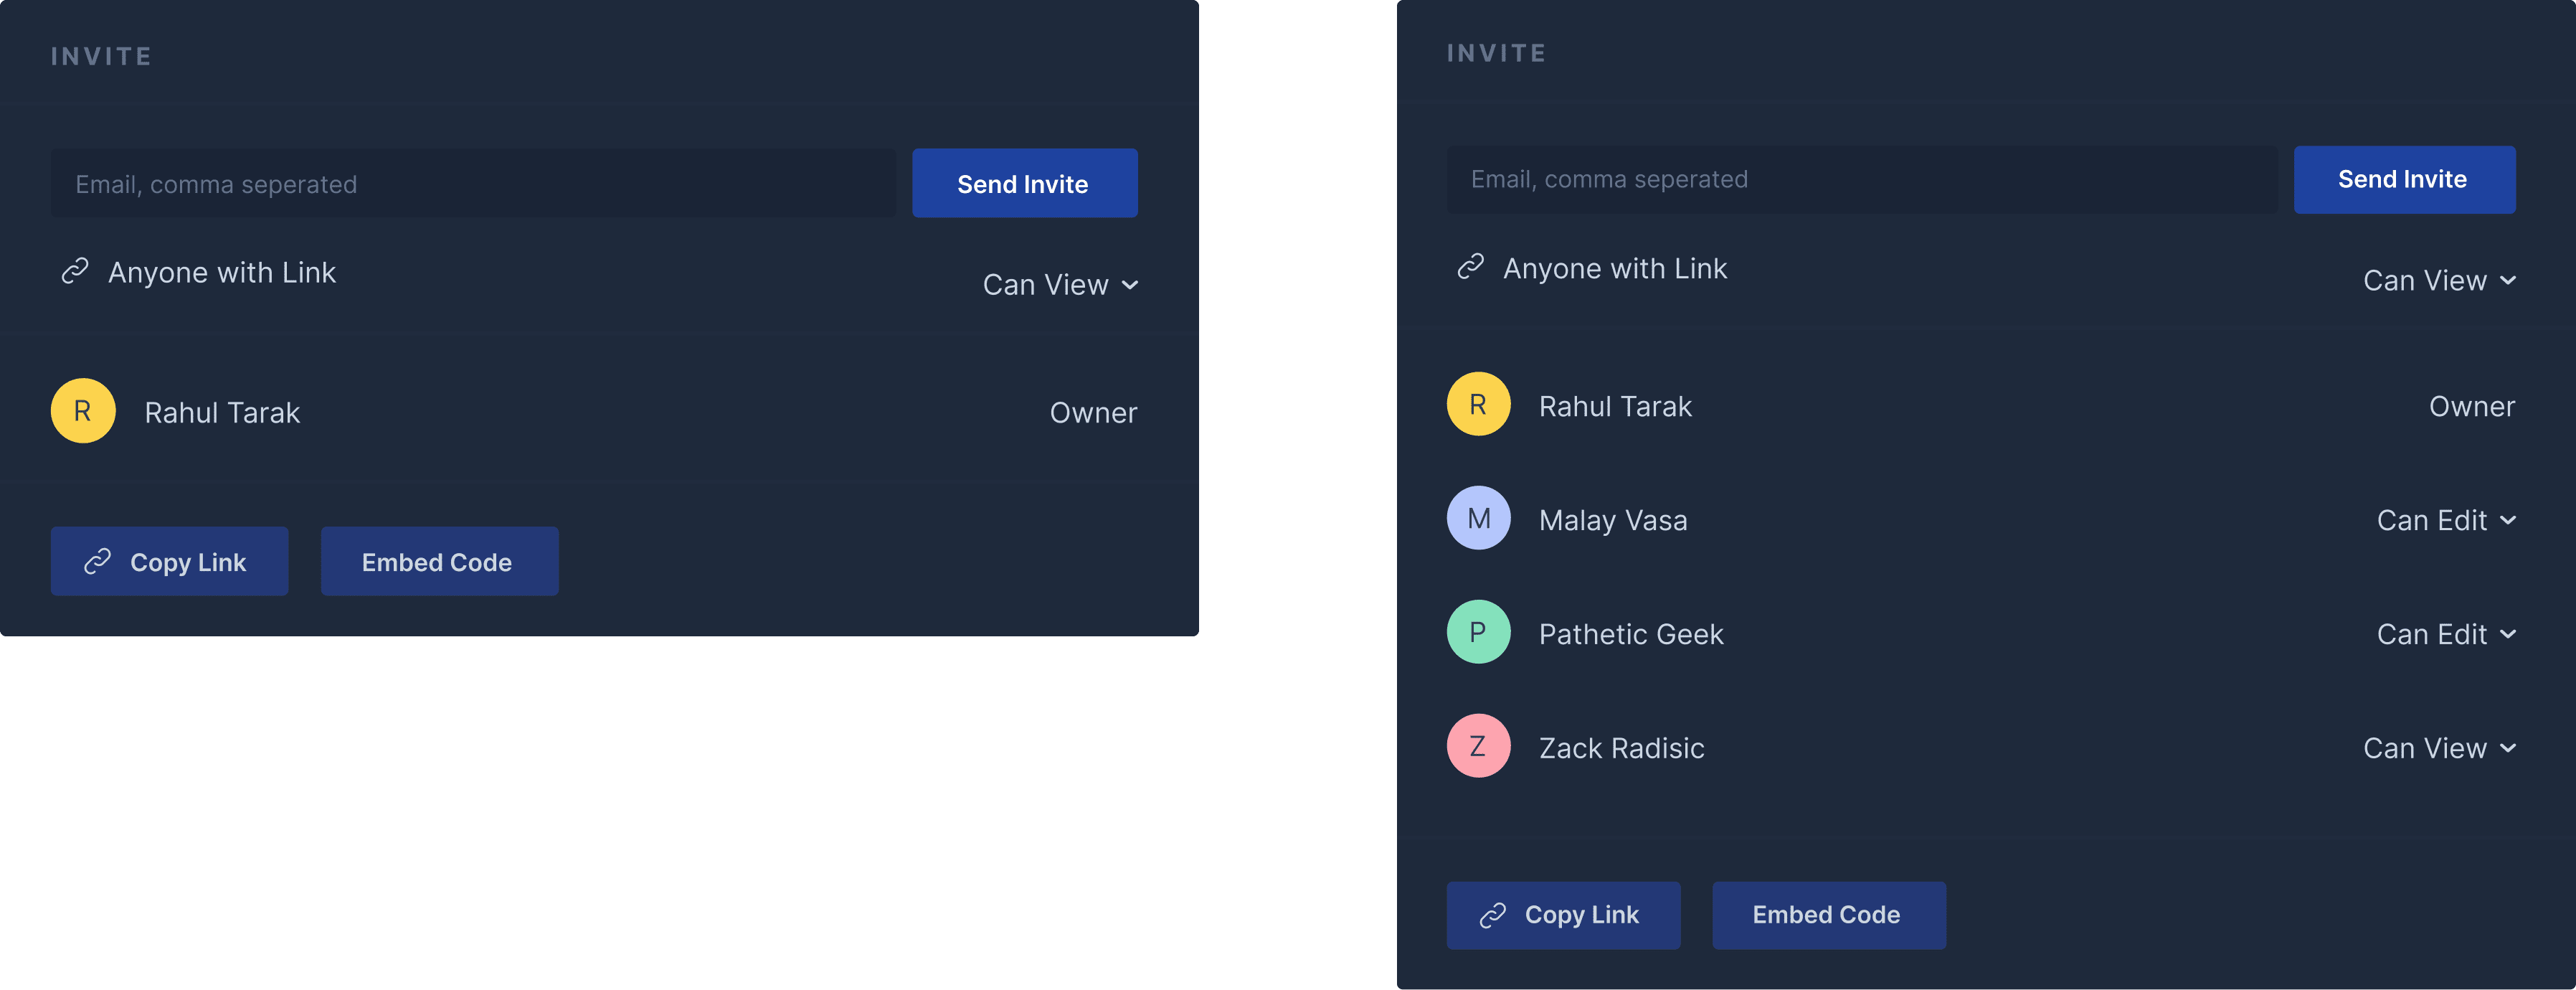 INVITE
Email, comma seperated
Send Invite
Anyone with Link
Can View
R
Rahul Tarak
Owner
Copy Link
Embed Code
INVITE
Email, comma seperated
Send Invite
Anyone with Link
Can View
R
Rahul Tarak
Owner
M
Malay Vasa
Can Edit
P
Pathetic Geek
Can Edit
Z
Zack Radisic
Can View
Copy Link
Embed Code